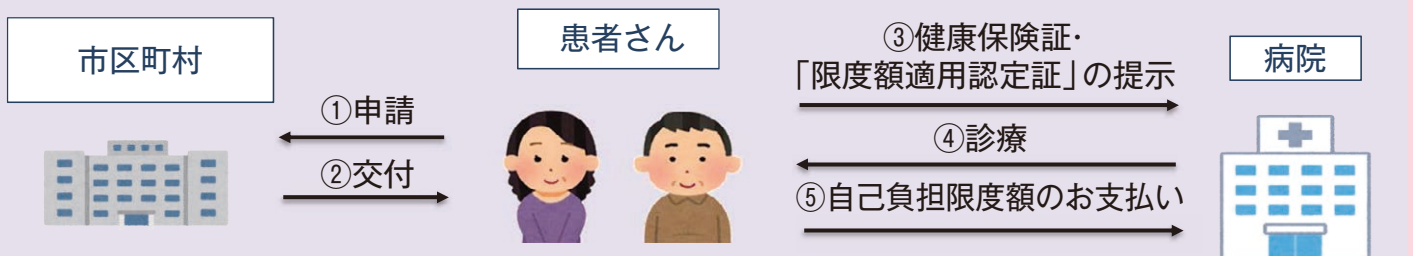 市区町村
患者さん
病院
①申請
②交付
③健康保険証・
「限度額適用認定証」の提示
④診療
⑤自己負担限度額のお支払い